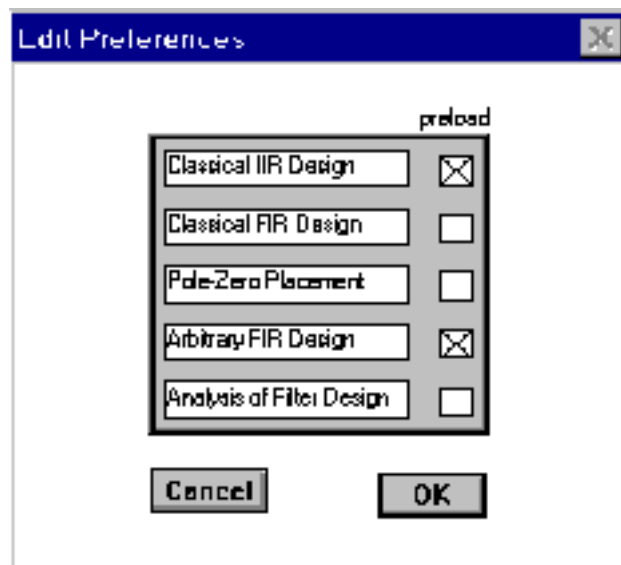 Edit Preferences
preload
Classical IIR Design
Classical FIR Design
Pole-Zero Placement
Arbitrary FIR Design
Analysis of Filter Design
Cancel
OK